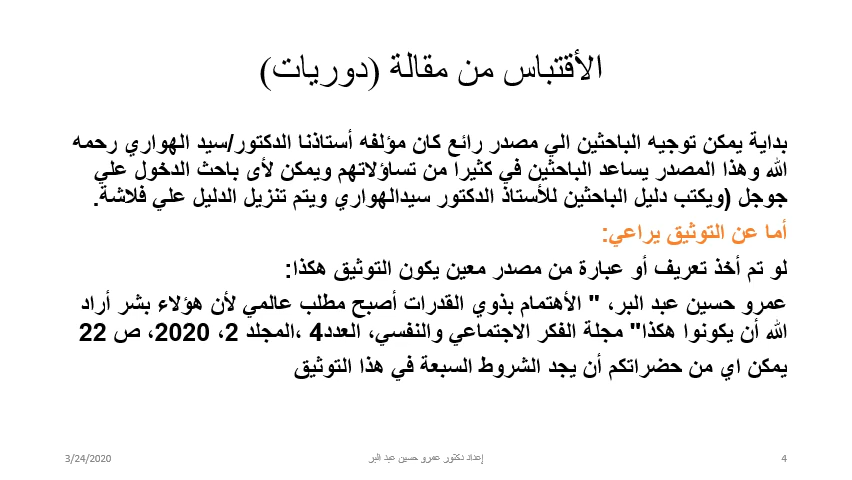 الأقتباس من مقالة (دوريات)
بداية يمكن توجيه الباحثين الي مصدر رائع كان مؤلفه أستاذنا الدكتور/سيد الهواري رحمه
الله وهذا المصدر يساعد الباحثين في كثيرا من تساؤلاتهم ويمكن لأى باحث الدخول علي
جوجل (ويكتب دليل الباحثين للأستاذ الدكتور سيدالهواري ويتم تنزيل الدليل علي فلاشة.
أما عن التوثيق يراعي:
لو تم أخذ تعريف أو عبارة من مصدر معين يكون التوثيق هكذا:
عمرو حسين عبد البر، " الأهتمام بذوي القدرات أصبح مطلب عالمي لأن هؤلاء بشر أراد
الله أن يكونوا هكذا" مجلة الفكر الاجتماعي والنفسي، العدد4 ،المجلد 2، 2020، ص 22
يمكن اي من حضراتكم أن يجد الشروط السبعة في هذا التوثيق
3/24/2020
إعداد دكتور عمرو حسين عبد البر
4